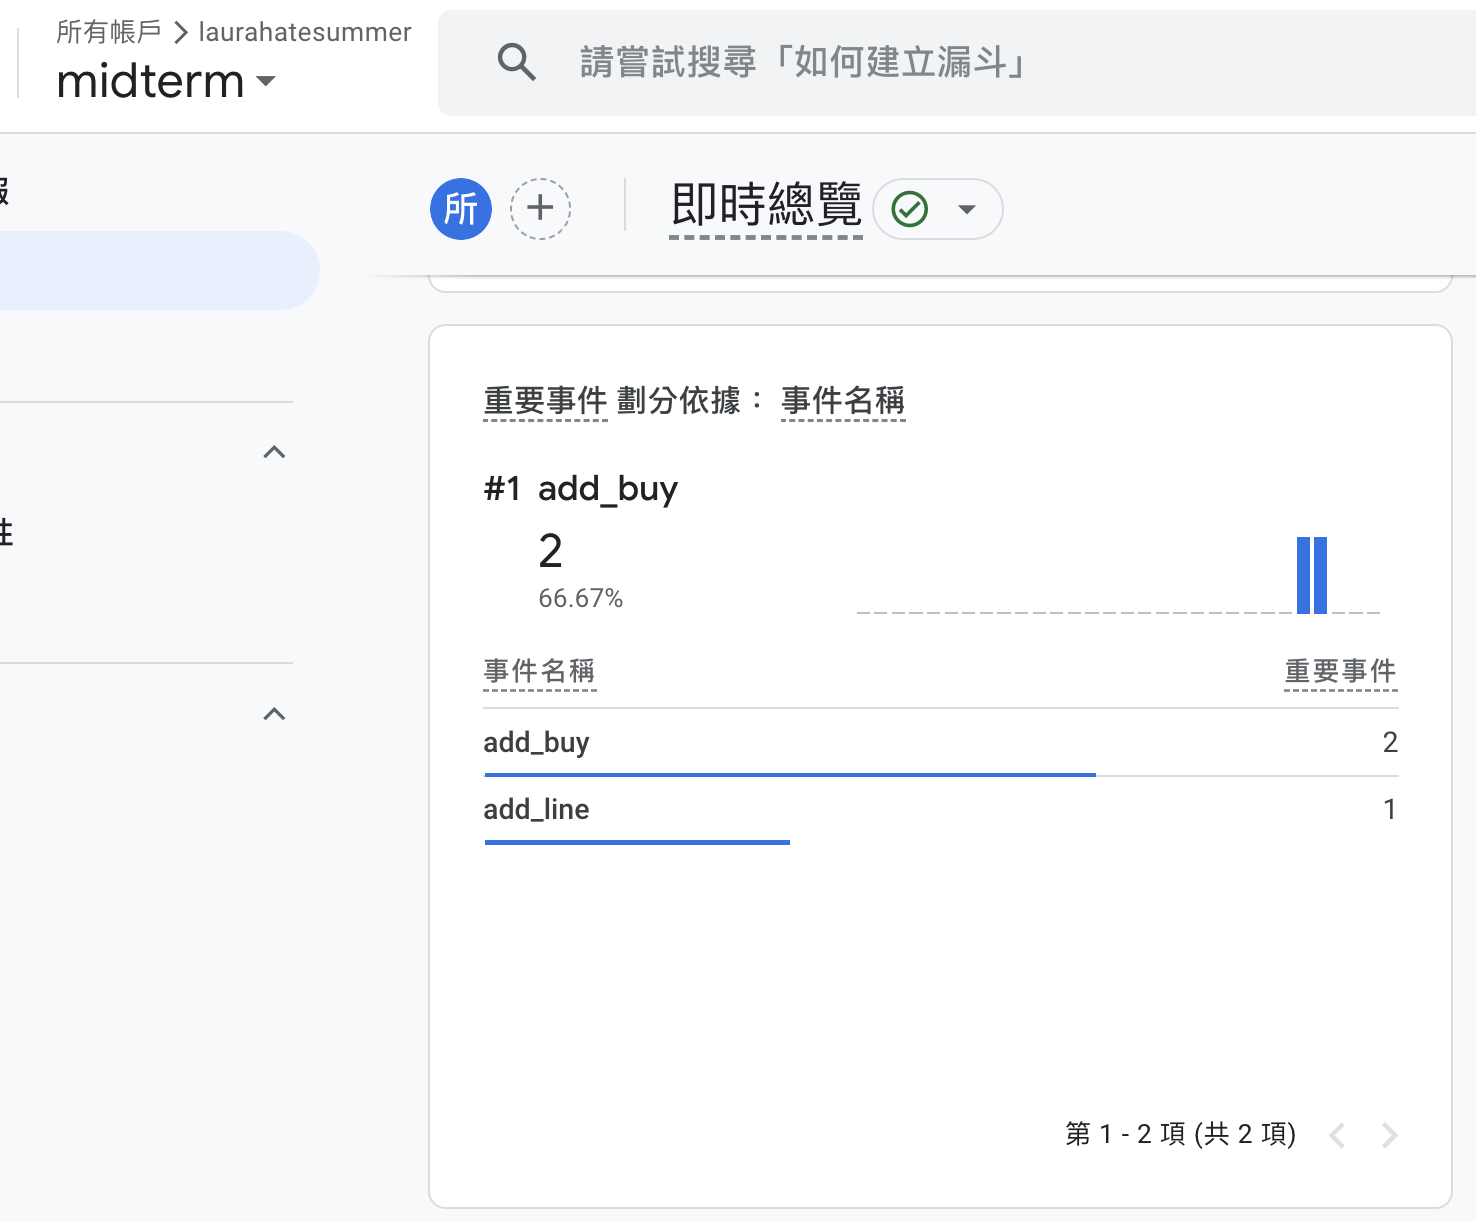 所有帳戶 > laurahatesummer
midterm
請嘗試搜尋「如何建立漏斗」
報
所
即時總覽
重要事件 劃分依據： 事件名稱
#1 add_buy
2
66.67%
事件名稱 重要事件
add_buy 2
性
add_line 1
第 1 - 2 項 (共 2 項)